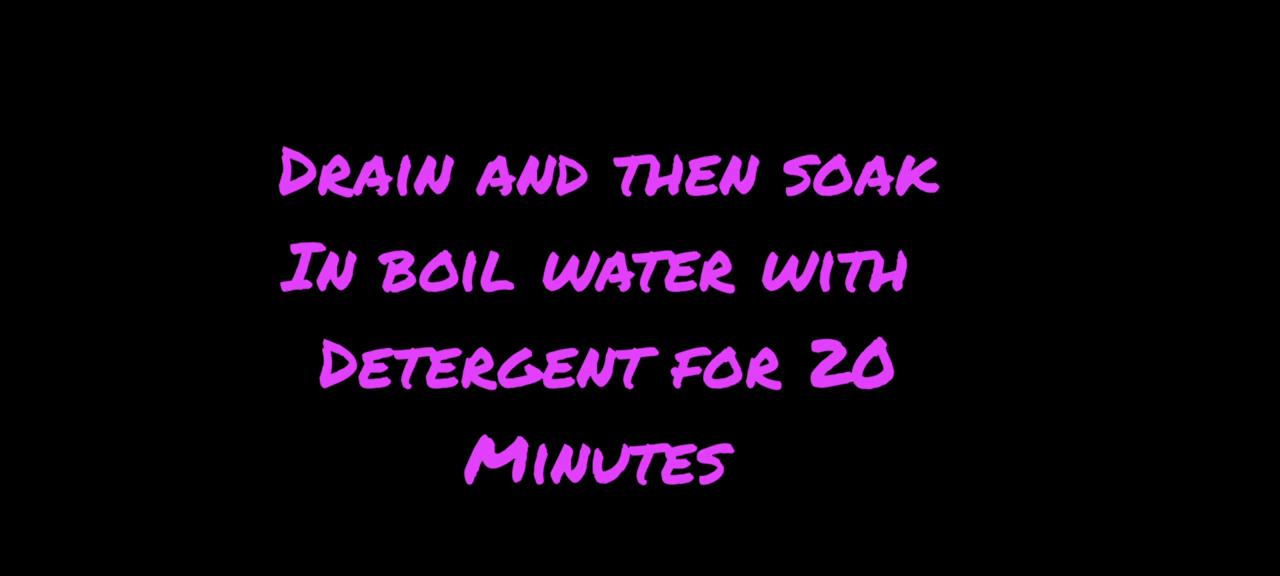 Drain and then soak
In boil water with
Detergent for 20
Minutes